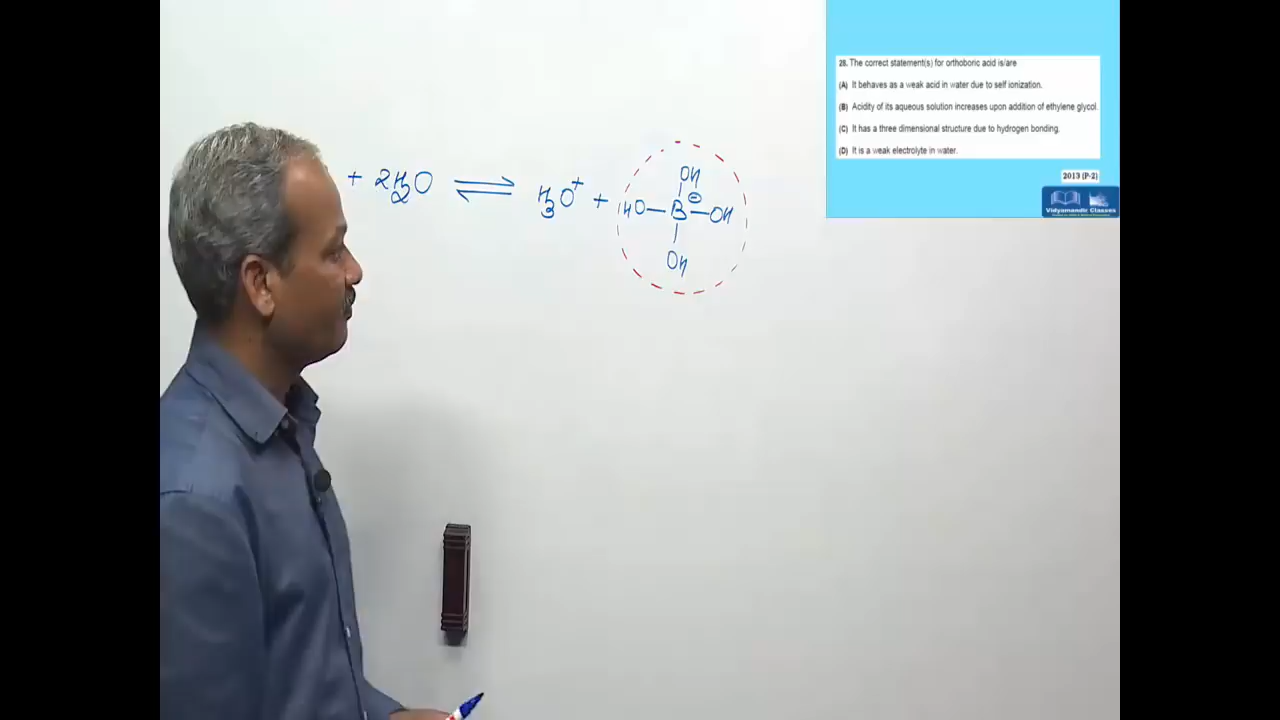 28. The correct statement(s) for orthoboric acid is/are
(A) It behaves as a weak acid in water due to self ionization.
(B) Acidity of its aqueous solution increases upon addition of ethylene glycol.
(C) It has a three dimensional structure due to hydrogen bonding.
(D) It is a weak electrolyte in water.
2013 (P-2)
Vidyamandir Classes
+ 2H2O ⇌ H3O+ +
OH
HO—B⊖—OH
OH